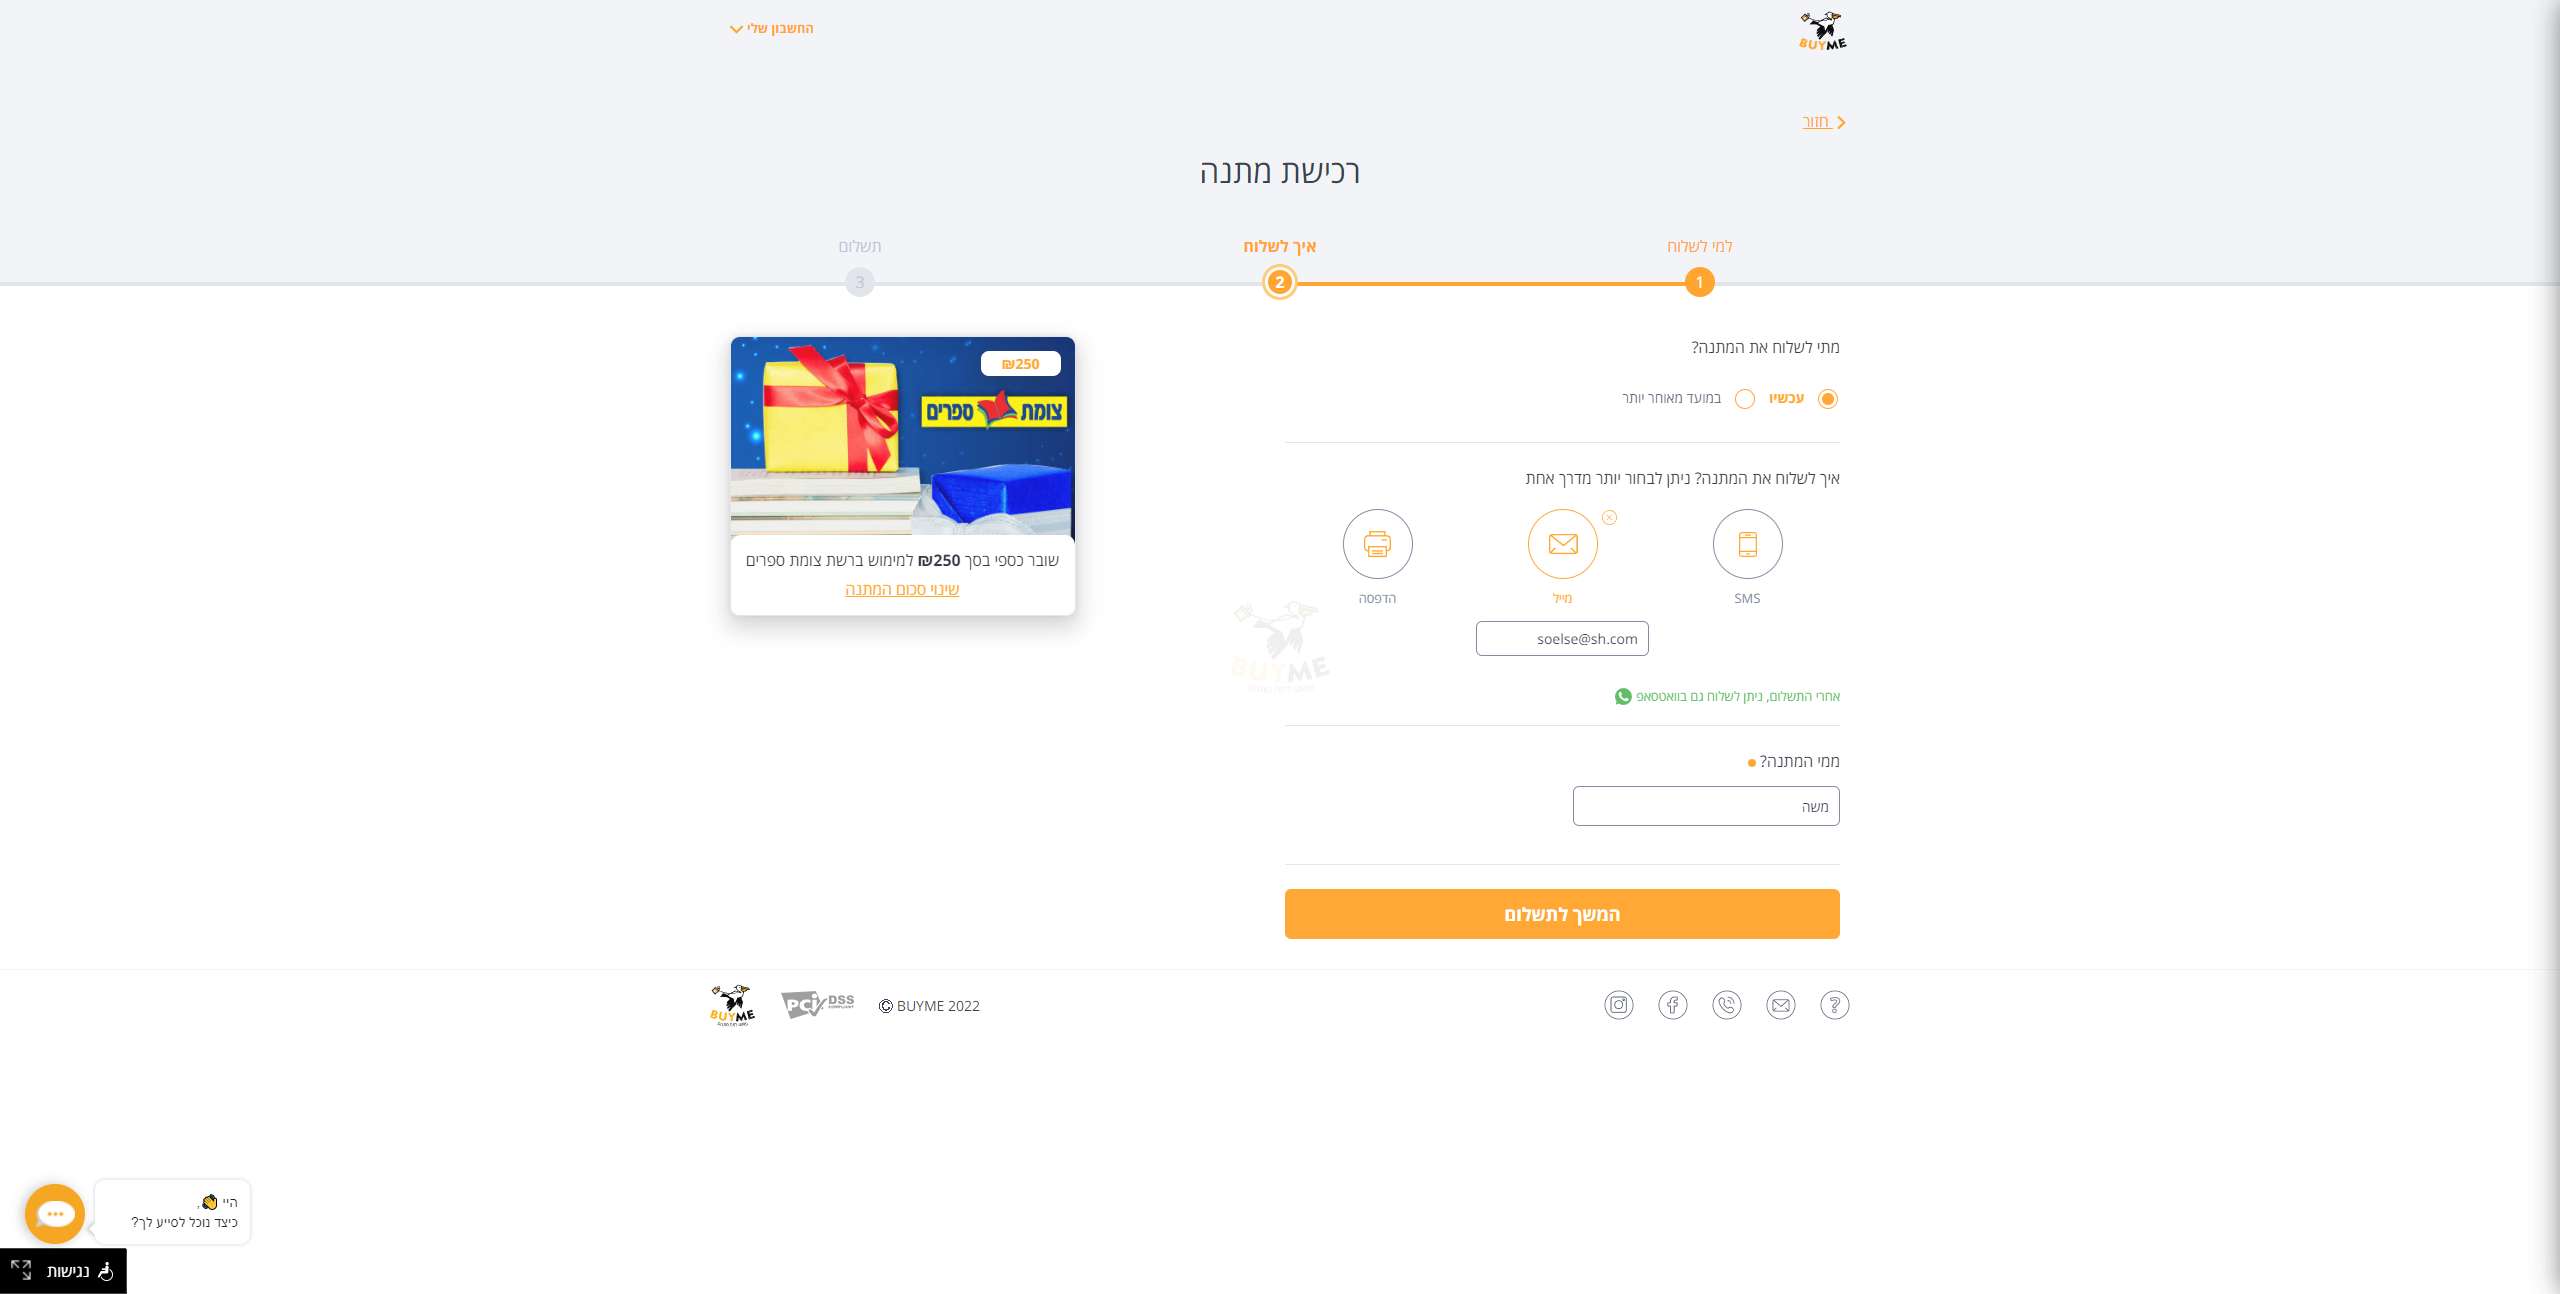 BUYME
החשבון שלי
חזור
רכישת מתנה
למי לשלוח
איך לשלוח
תשלום
1
2
3
מתי לשלוח את המתנה?
עכשיו
במועד מאוחר יותר
איך לשלוח את המתנה? ניתן לבחור יותר מדרך אחת
SMS
מייל
הדפסה
soelse@sh.com
אחרי התשלום, ניתן לשלוח גם בוואטסאפ
ממי המתנה?
משה
המשך לתשלום
₪250
צומת ספרים
שובר כספי בסך 250₪ למימוש ברשת צומת ספרים
שינוי סכום המתנה
BUYME
BUYME
PCI DSS
COMPLIANT
© BUYME 2022
היי 👋,
כיצד נוכל לסייע לך?
נגישות